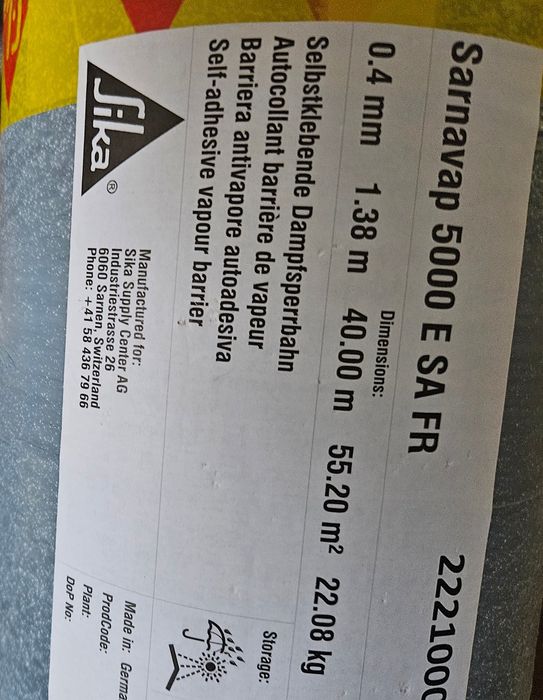 Sarnavap 5000 E SA FR
Dimensions:
0.4 mm 1.38 m 40.00 m 55.20 m² 22.08 kg
Selbstklebende Dampfsperrbahn
Autocollant barrière de vapeur
Barriera antivapore autoadesiva
Self-adhesive vapour barrier
Storage:
Sika®
Manufactured for:
Sika Supply Center AG
Industriestrasse 26
6060 Sarnen, Switzerland
Phone: +41 58 436 79 66
Made in:
ProdCode:
Plant:
DoP No: